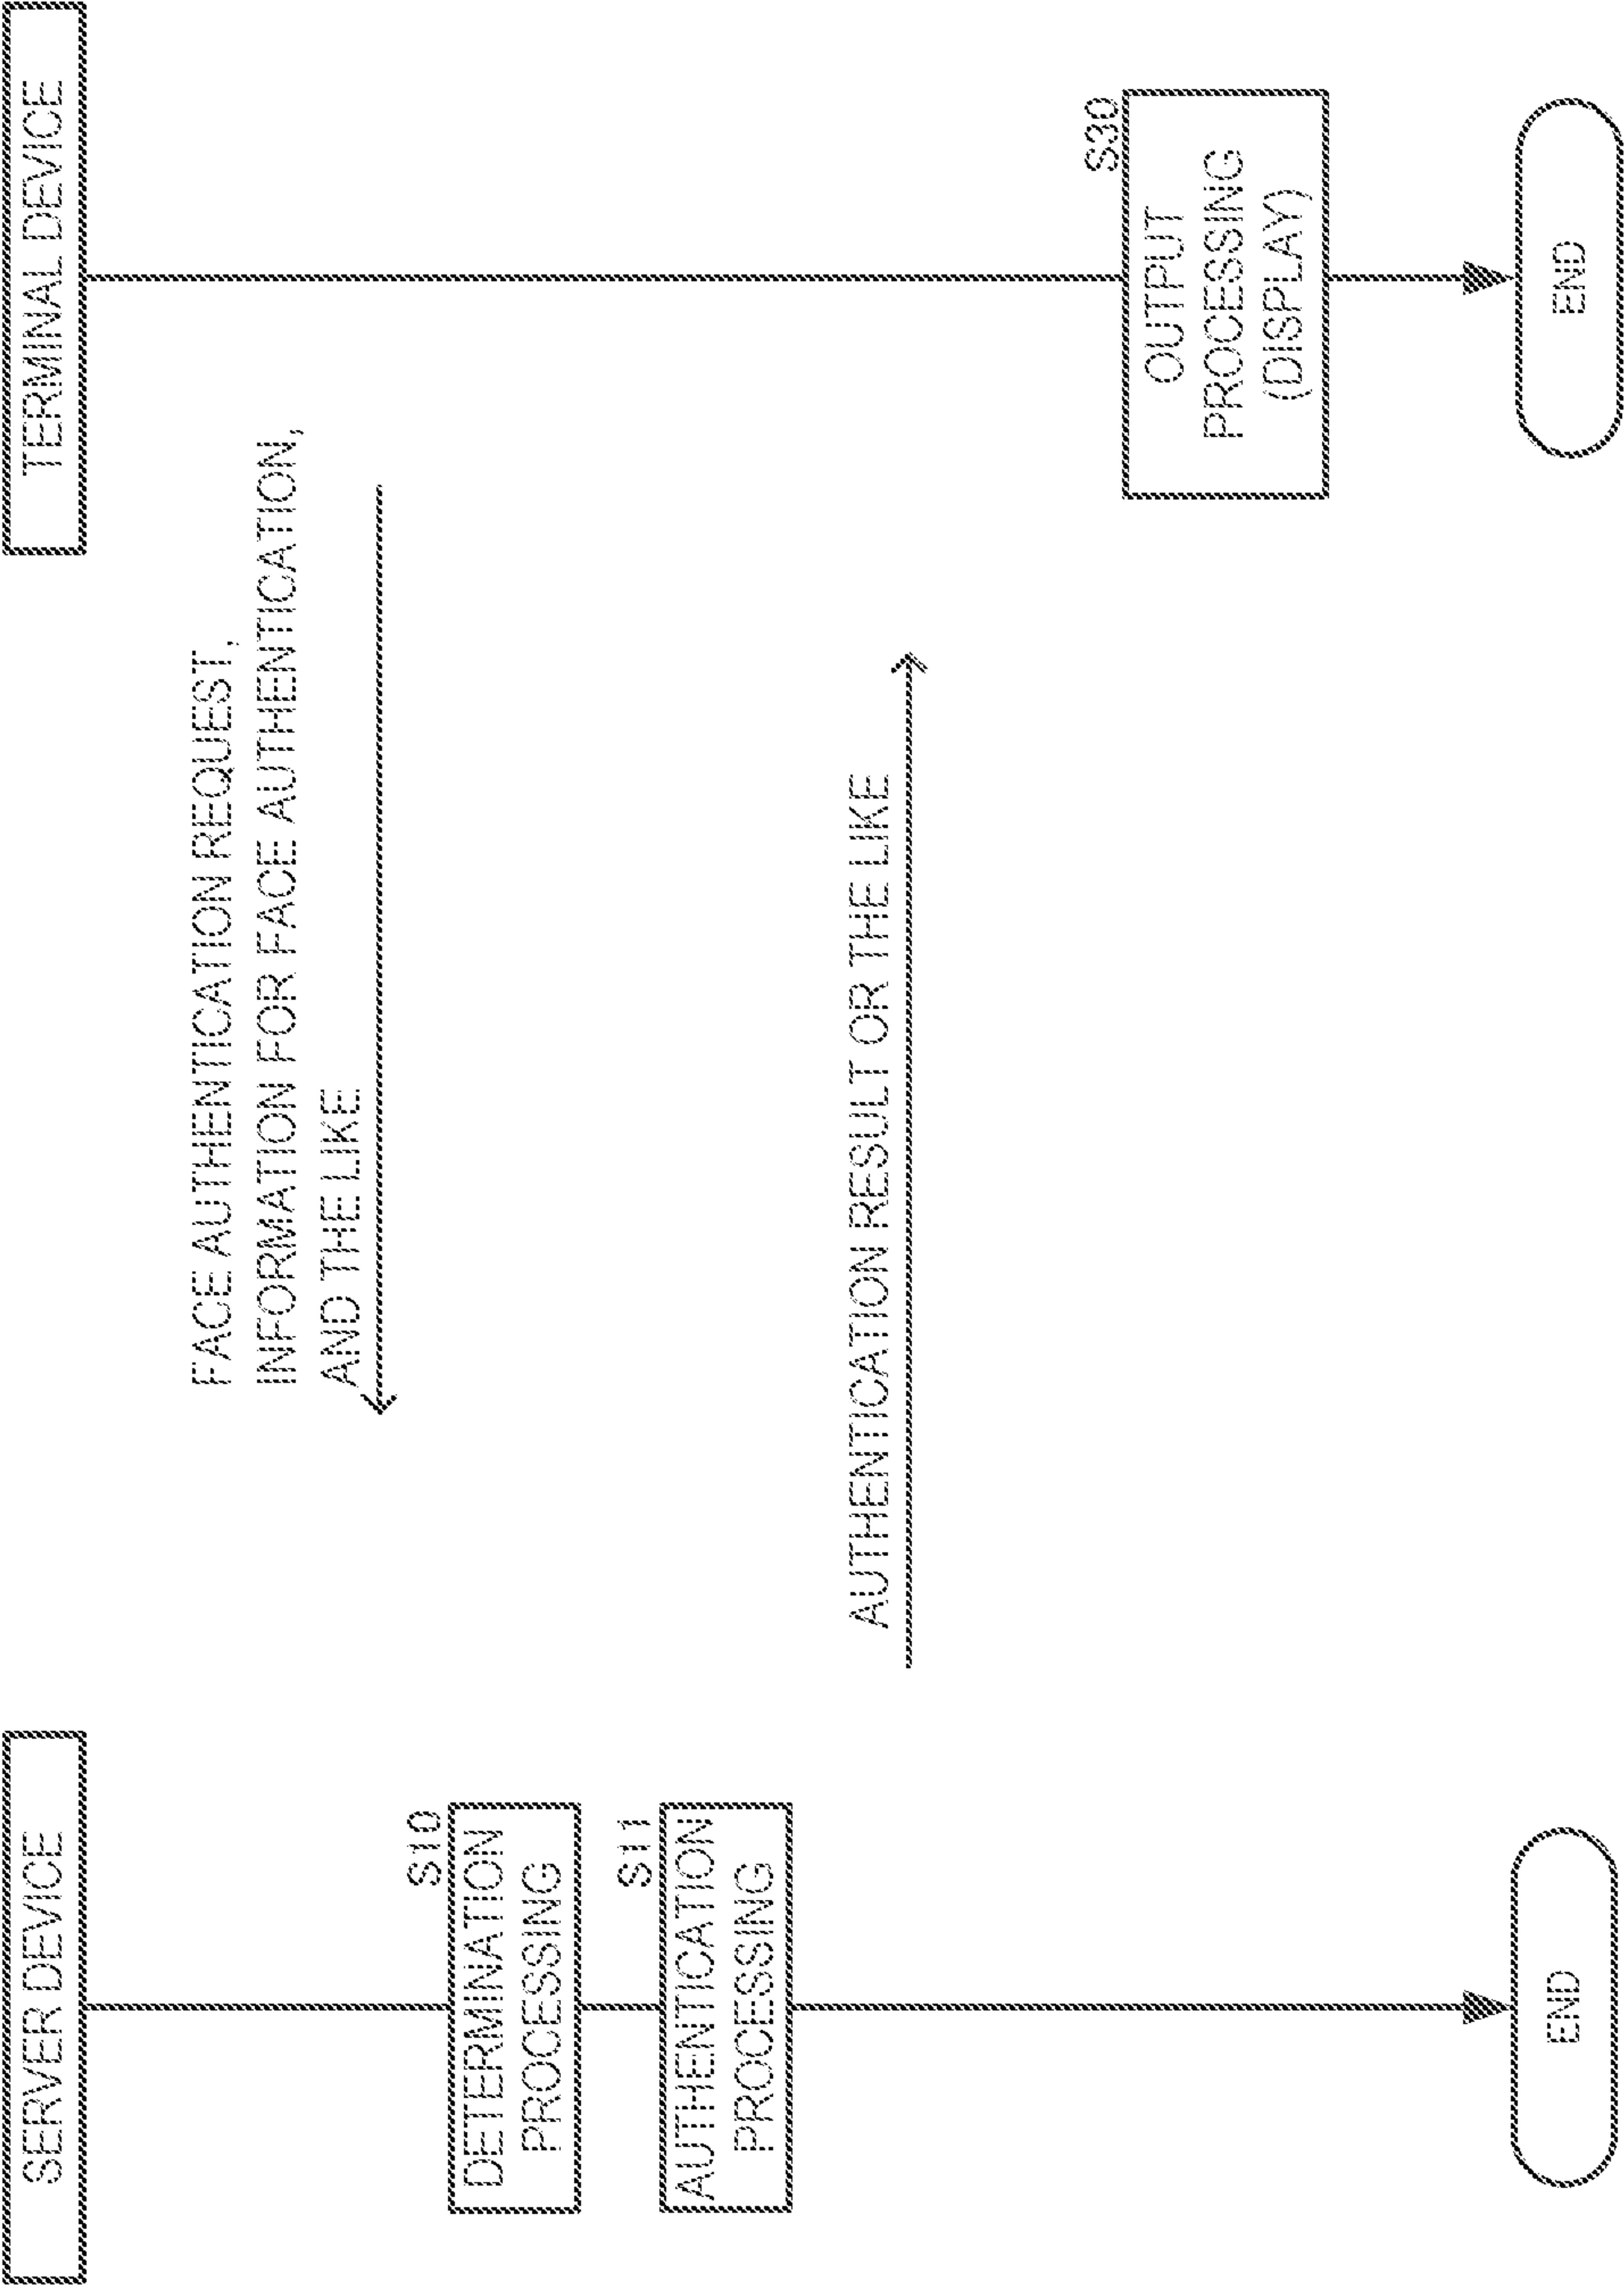 SERVER DEVICE
TERMINAL DEVICE
FACE AUTHENTICATION REQUEST,
INFORMATION FOR FACE AUTHENTICATION,
AND THE LIKE
S10
DETERMINATION
PROCESSING
S11
AUTHENTICATION
PROCESSING
AUTHENTICATION RESULT OR THE LIKE
S30
OUTPUT
PROCESSING
(DISPLAY)
END
END